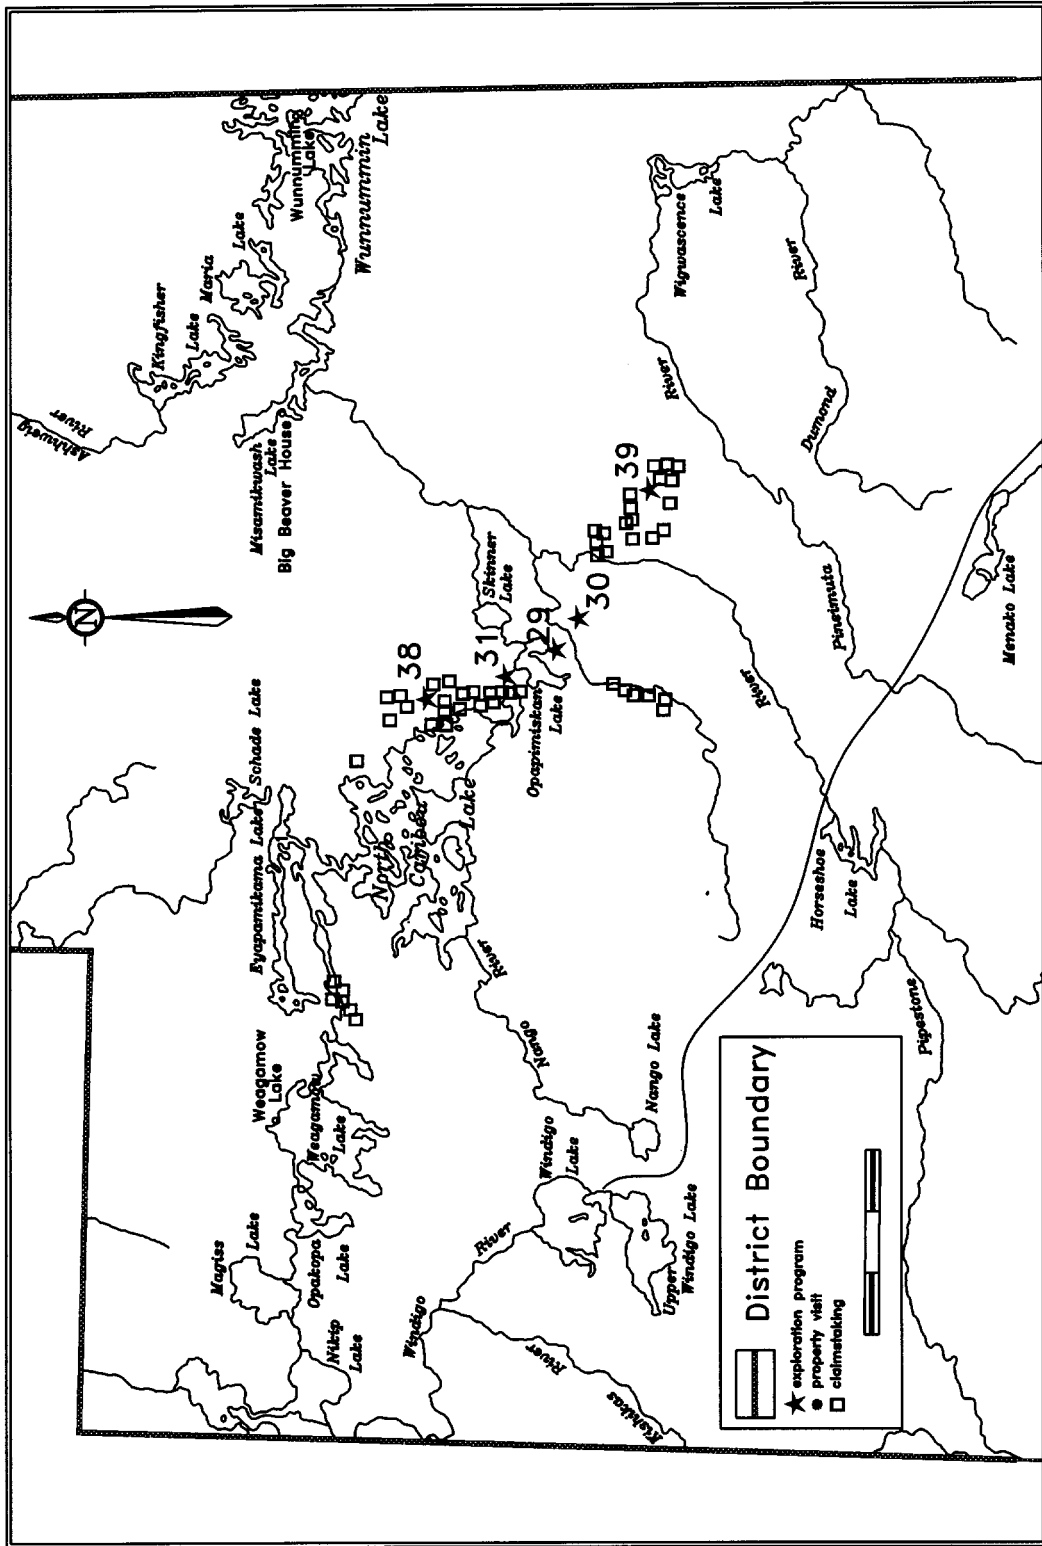 Ashhweig
River
Kingfisher
Lake
Maria
Lake
Wunnumming
Lake
Wunnummin
Lake
Misamikwash
Lake
Big Beaver House
N
Schade Lake
Eyapamikama Lake
Weagamow
Lake
Weagamow
Lake
Magiss
Lake
Opakopa
Lake
Nikip
Lake
North
Caribou
Lake
38
31
29
30
39
Skinner
Lake
Opapimiskan
Lake
Wigwascence
Lake
River
River
Dumond
Pineimuta
River
Menako Lake
Horseshoe
Lake
Pipestone
River
Nango
Nango Lake
Windigo
Lake
Upper
Windigo Lake
River
Windigo
River
Kishikas
District Boundary
exploration program
property visit
claimstaking